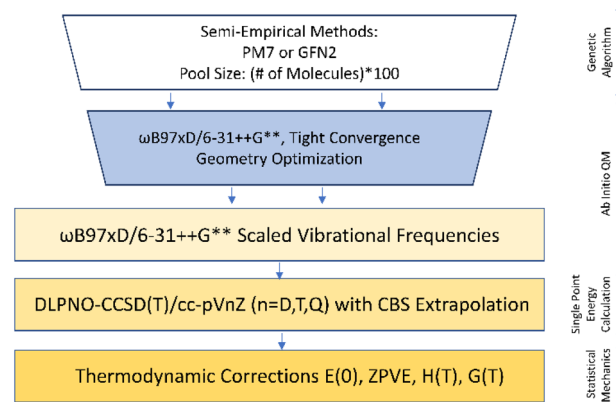 Semi-Empirical Methods:
PM7 or GFN2
Pool Size: (# of Molecules)*100
Genetic
Algorithm
ωB97xD/6-31++G**, Tight Convergence
Geometry Optimization
Ab Initio QM
ωB97xD/6-31++G** Scaled Vibrational Frequencies
DLPNO-CCSD(T)/cc-pVnZ (n=D,T,Q) with CBS Extrapolation
Single Point
Energy
Calculation
Thermodynamic Corrections E(0), ZPVE, H(T), G(T)
Statistical
Mechanics